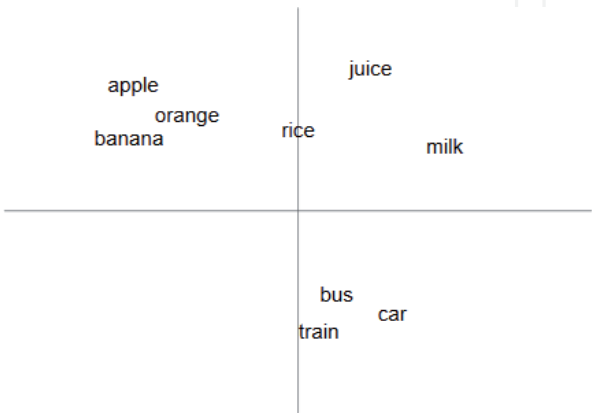 juice
apple
orange
rice
banana
milk
bus
car
train